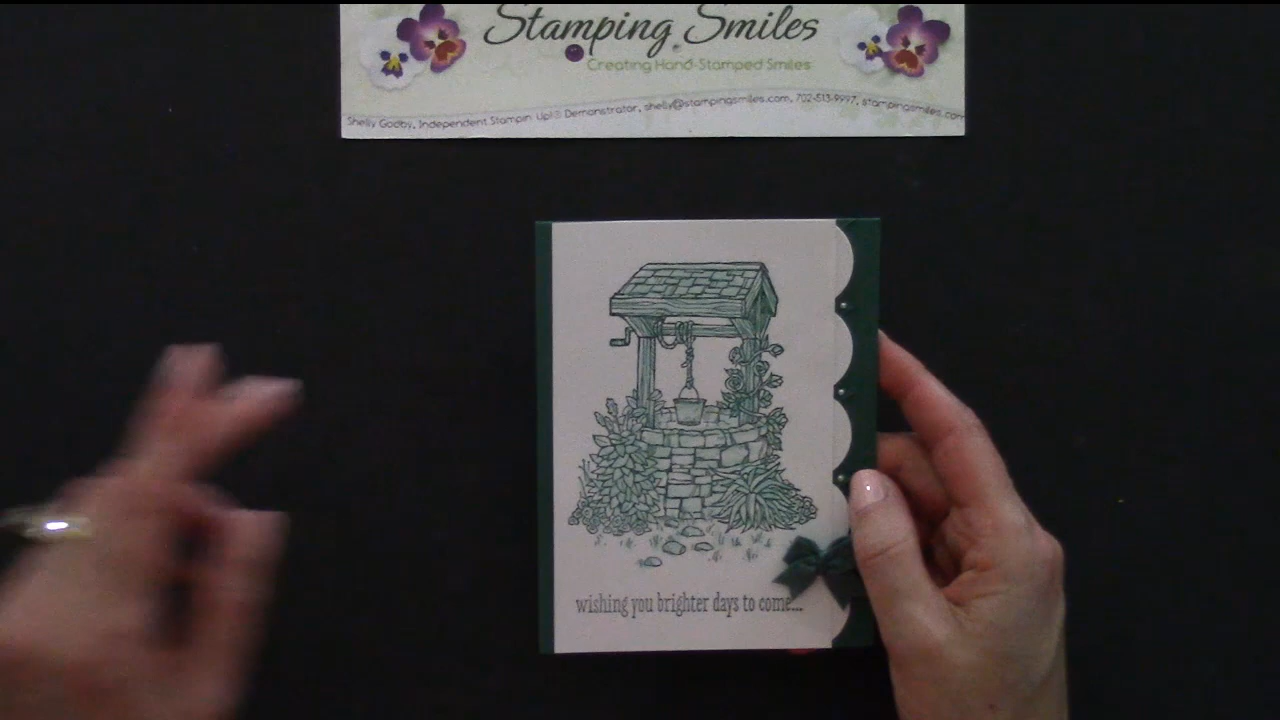 Stamping Smiles
Creating Hand-Stamped Smiles
Shelly Godby, Independent Stampin' Up!® Demonstrator, shelly@stampingsmiles.com, 702-513-9997, stampingsmiles.com
wishing you brighter days to come...